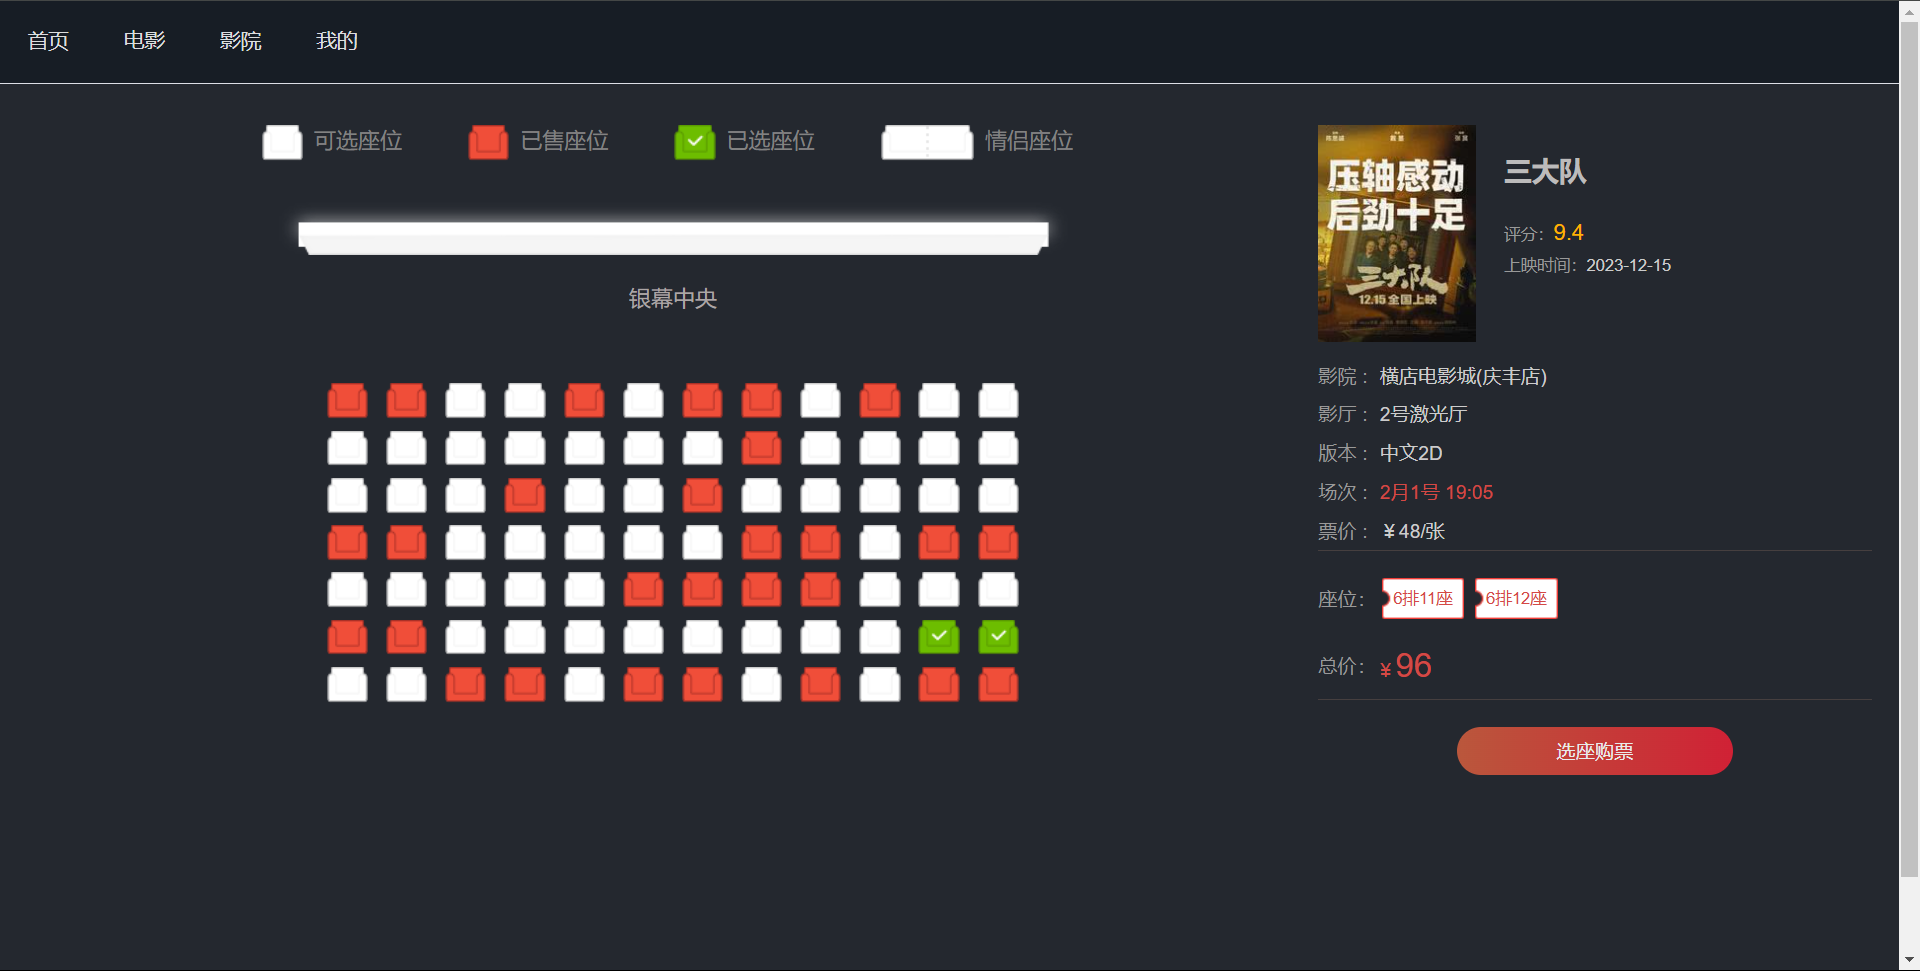 首页 电影 影院 我的
可选座位 已售座位 已选座位 情侣座位
银幕中央
压轴感动
后劲十足
三大队
12.15 全国上映
三大队
评分：9.4
上映时间：2023-12-15
影院： 横店电影城(庆丰店)
影厅： 2号激光厅
版本： 中文2D
场次： 2月1号 19:05
票价： ￥48/张
座位： 6排11座 6排12座
总价： ￥96
选座购票